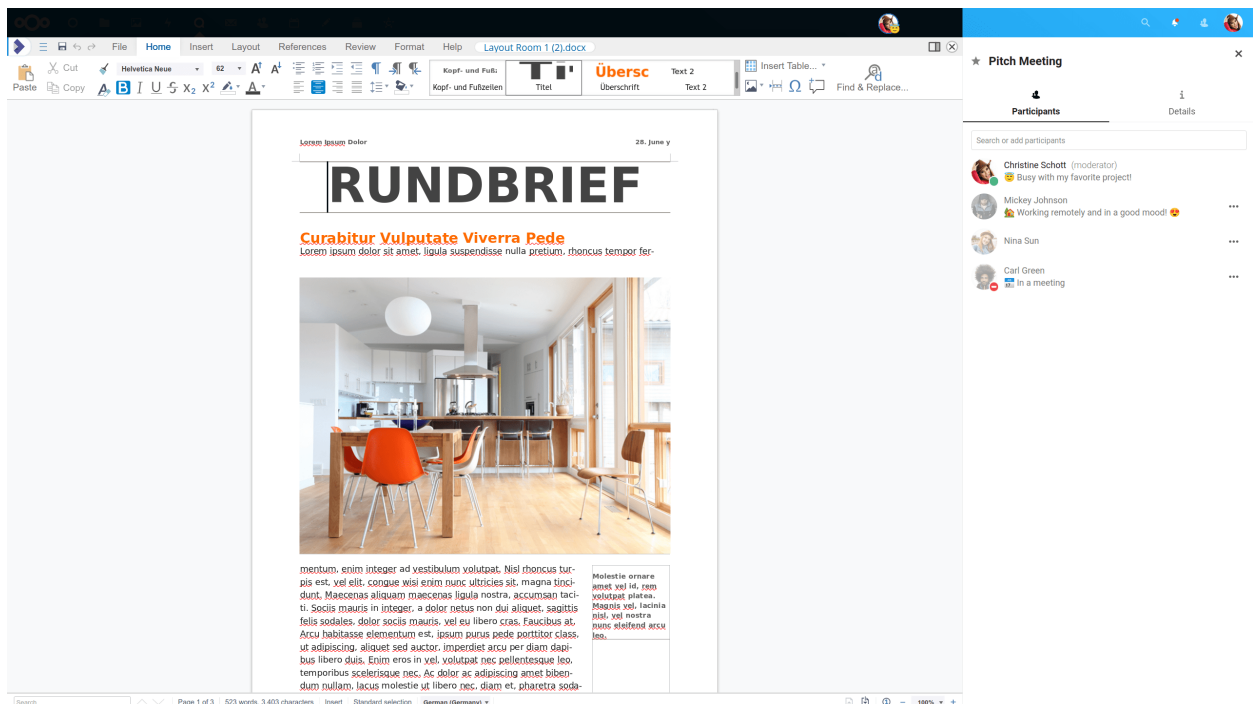 File Home Insert Layout References Review Format Help Layout Room 1 (2).docx
Pitch Meeting
Paste Cut Copy
Helvetica Neue 62
Kopf- und Fußz
Kopf- und Fußzeilen
Titel
Übersc
Überschrift
Text 2
Text 2
Insert Table...
Find & Replace...
Participants
Details
Search or add participants
Christine Schott (moderator)
😇 Busy with my favorite project!
Mickey Johnson
🏡 Working remotely and in a good mood! 😍
Nina Sun
Carl Green
📅 In a meeting
Lorem Ipsum Dolor 28. June y
RUNDBRIEF
Curabitur Vulputate Viverra Pede
Lorem ipsum dolor sit amet, ligula suspendisse nulla pretium, rhoncus tempor fer-
mentum, enim integer ad vestibulum volutpat. Nisl rhoncus tur-
pis est, vel elit, congue wisi enim nunc ultricies sit, magna tinci-
dunt. Maecenas aliquam maecenas ligula nostra, accumsan taci-
ti. Sociis mauris in integer, a dolor netus non dui aliquet, sagittis
felis sodales, dolor sociis mauris, vel eu libero cras. Faucibus at.
Arcu habitasse elementum est, ipsum purus pede porttitor class,
ut adipiscing, aliquet sed auctor, imperdiet arcu per diam dapi-
bus libero duis. Enim eros in vel, volutpat nec pellentesque leo,
temporibus scelerisque nec. Ac dolor ac adipiscing amet biben-
dum nullam, lacus molestie ut libero nec, diam et, pharetra soda-
Molestie ornare
amet vel id, rem
volutpat platea.
Magnis vel, lacinia
nisl, vel nostra
nunc eleifend arcu
leo,
Search
Page 1 of 3 523 words, 3,403 characters Insert Standard selection German (Germany) 100%